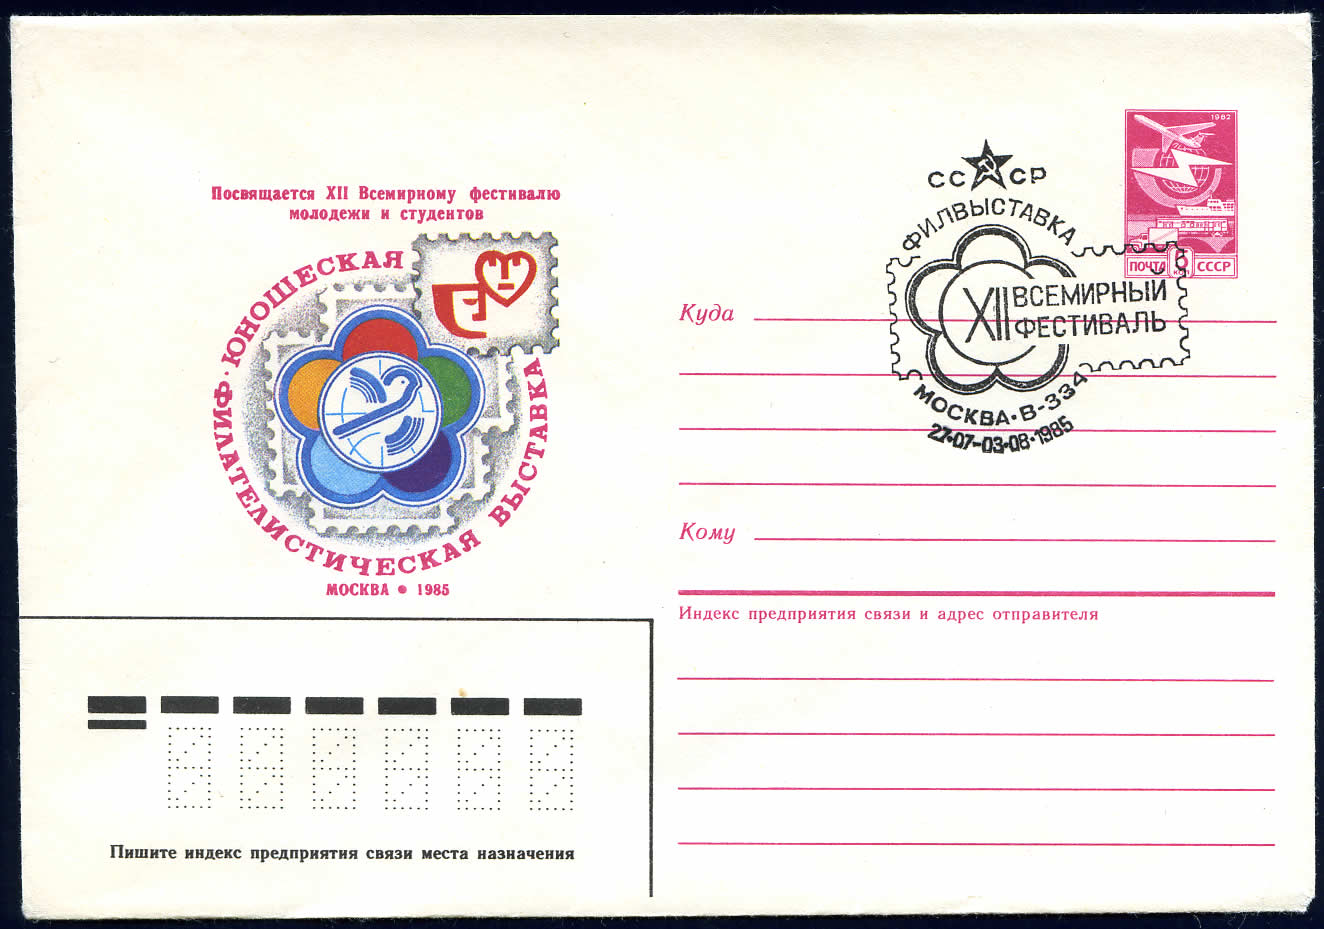 Посвящается XII Всемирному фестивалю
молодежи и студентов
ЮНОШЕСКАЯ
ФИЛАТЕЛИСТИЧЕСКАЯ ВЫСТАВКА
МОСКВА • 1985
1982
ПОЧТА 5 СССР
СССР
ФИЛВЫСТАВКА
XII ВСЕМИРНЫЙ
ФЕСТИВАЛЬ
МОСКВА·В-334
27·07-03·08·1985
Куда
Кому
Индекс предприятия связи и адрес отправителя
Пишите индекс предприятия связи места назначения